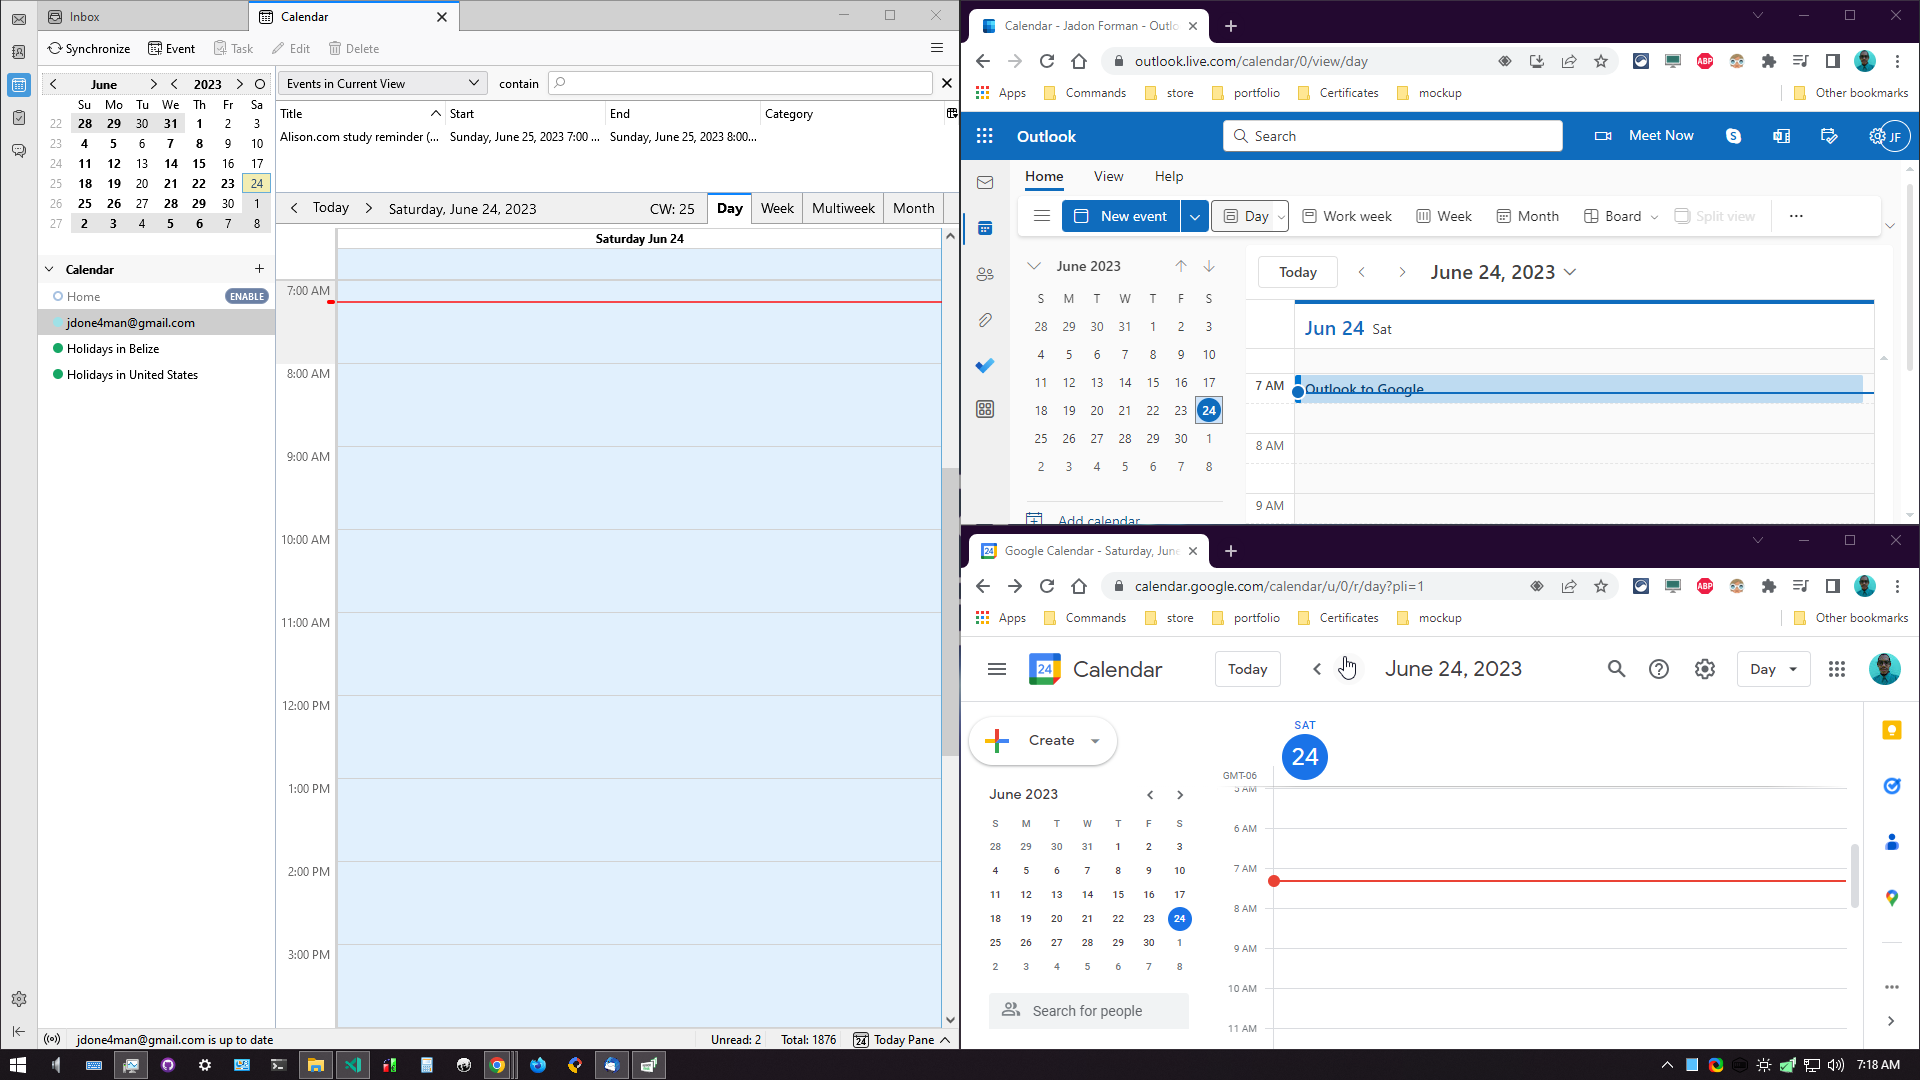 Inbox
Calendar
Synchronize
Event
Task
Edit
Delete
June
2023
Su Mo Tu We Th Fr Sa
22 28 29 30 31 1 2 3
23 4 5 6 7 8 9 10
24 11 12 13 14 15 16 17
25 18 19 20 21 22 23 24
26 25 26 27 28 29 30 1
27 2 3 4 5 6 7 8
Calendar
Home
ENABLE
jdone4man@gmail.com
Holidays in Belize
Holidays in United States
Events in Current View
contain
Title Start End Category
Alison.com study reminder (... Sunday, June 25, 2023 7:00 ... Sunday, June 25, 2023 8:00...
Today
Saturday, June 24, 2023
CW: 25
Day
Week
Multiweek
Month
Saturday Jun 24
7:00 AM
8:00 AM
9:00 AM
10:00 AM
11:00 AM
12:00 PM
1:00 PM
2:00 PM
3:00 PM
jdone4man@gmail.com is up to date
Unread: 2
Total: 1876
24
Today Pane
Calendar - Jadon Forman - Outlo
outlook.live.com/calendar/0/view/day
ABP
Apps
Commands
store
portfolio
Certificates
mockup
Other bookmarks
Outlook
Search
Meet Now
JF
Home
View
Help
New event
Day
Work week
Week
Month
Board
Split view
June 2023
S M T W T F S
28 29 30 31 1 2 3
4 5 6 7 8 9 10
11 12 13 14 15 16 17
18 19 20 21 22 23 24
25 26 27 28 29 30 1
2 3 4 5 6 7 8
Add calendar
Today
June 24, 2023
Jun 24 Sat
7 AM
Outlook to Google
8 AM
9 AM
24
Google Calendar - Saturday, June
calendar.google.com/calendar/u/0/r/day?pli=1
ABP
Apps
Commands
store
portfolio
Certificates
mockup
Other bookmarks
24
Calendar
Today
June 24, 2023
Day
Create
June 2023
S M T W T F S
28 29 30 31 1 2 3
4 5 6 7 8 9 10
11 12 13 14 15 16 17
18 19 20 21 22 23 24
25 26 27 28 29 30 1
2 3 4 5 6 7 8
Search for people
SAT
24
GMT-06
5 AM
6 AM
7 AM
8 AM
9 AM
10 AM
11 AM
7:18 AM